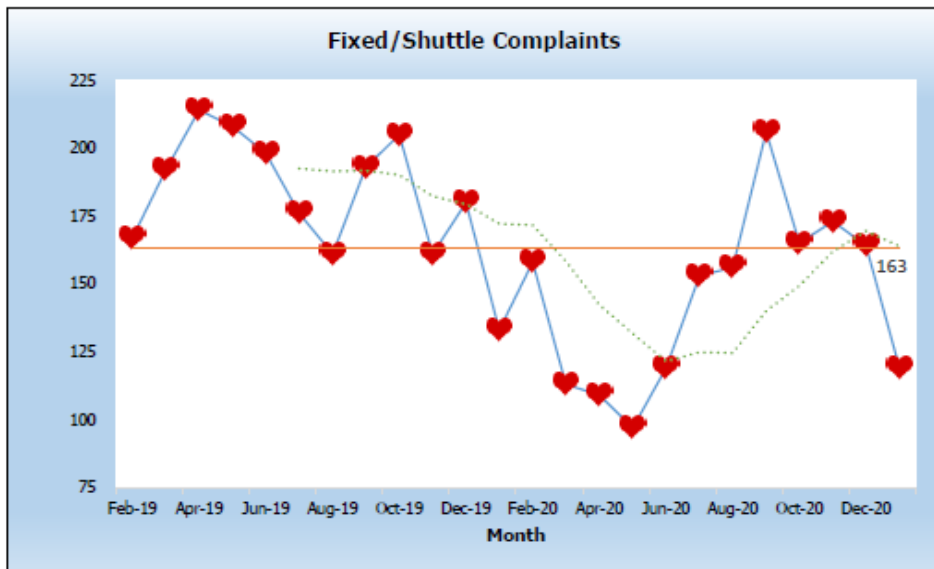 Fixed/Shuttle Complaints
225
200
175
150
125
100
75
163
Feb-19 Apr-19 Jun-19 Aug-19 Oct-19 Dec-19 Feb-20 Apr-20 Jun-20 Aug-20 Oct-20 Dec-20
Month